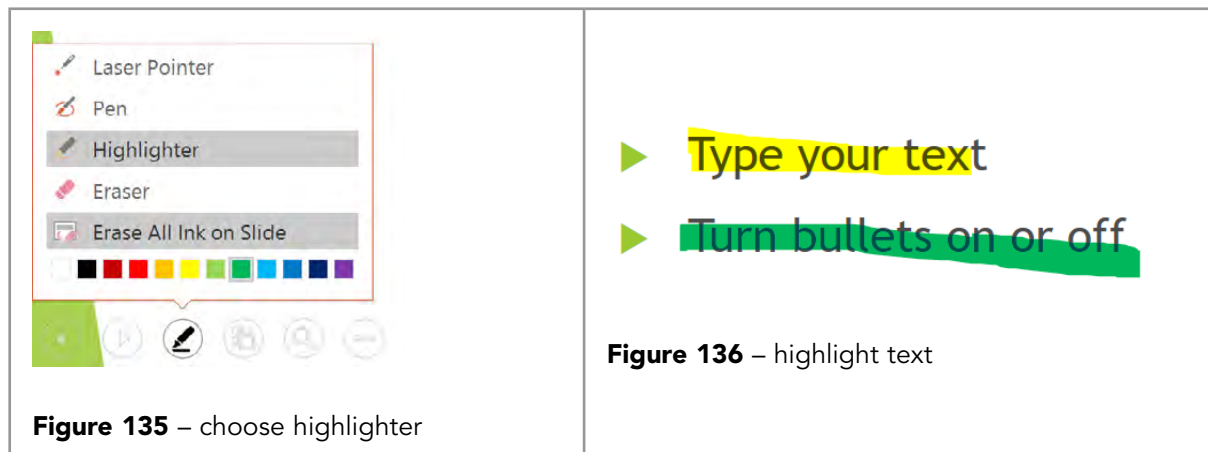 Laser Pointer
Pen
Highlighter
Eraser
Erase All Ink on Slide
Figure 135 – choose highlighter
Type your text
Turn bullets on or off
Figure 136 – highlight text